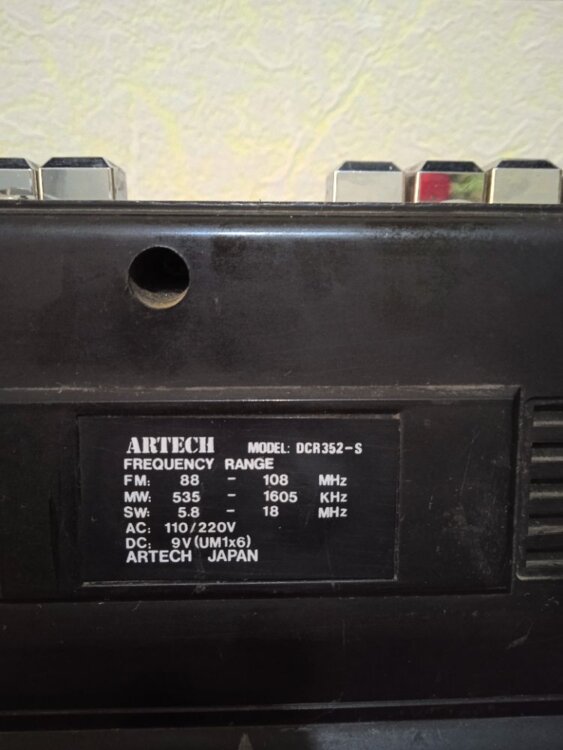 ARTECH MODEL: DCR352-S
FREQUENCY RANGE
FM: 88 - 108 MHz
MW: 535 - 1605 KHz
SW: 5.8 - 18 MHz
AC: 110/220V
DC: 9V(UM1x6)
ARTECH JAPAN